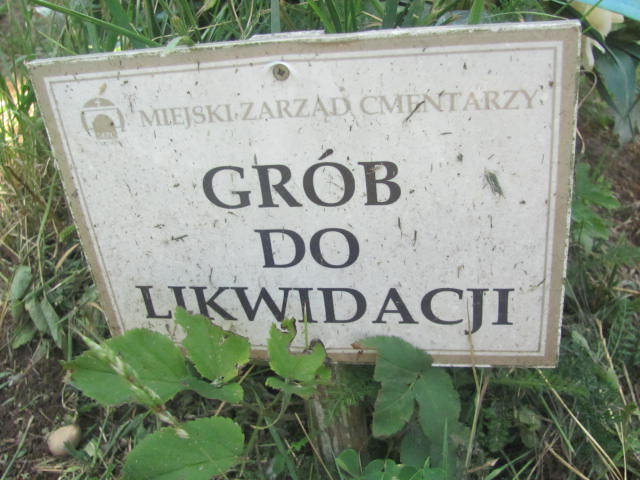 MIEJSKI ZARZĄD CMENTARZY
GRÓB
DO
LIKWIDACJI